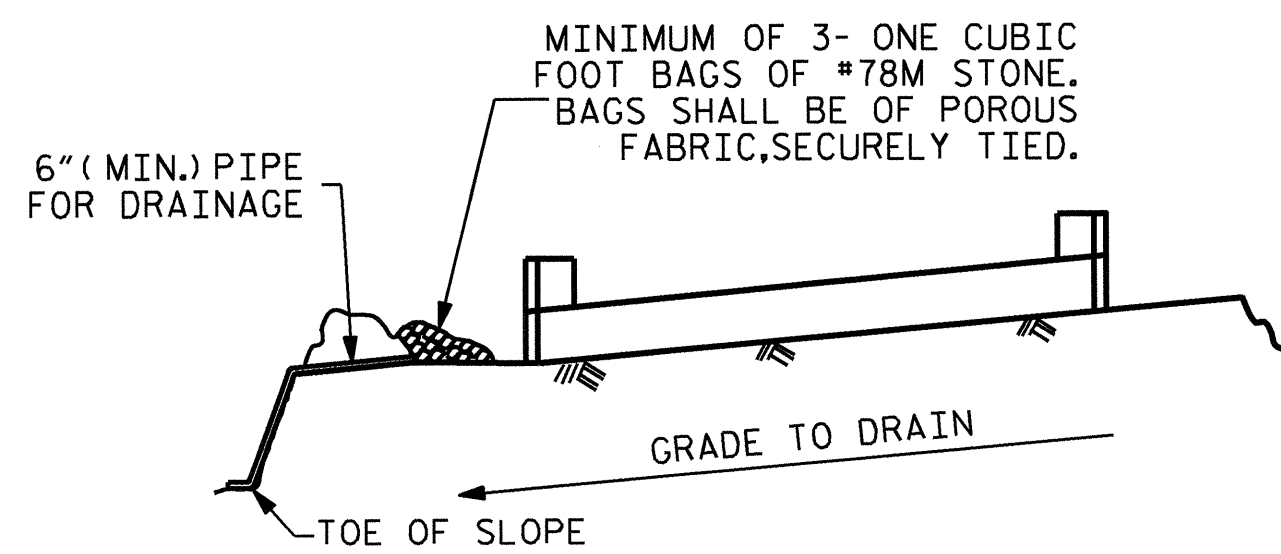 MINIMUM OF 3- ONE CUBIC
FOOT BAGS OF #78M STONE.
BAGS SHALL BE OF POROUS
FABRIC,SECURELY TIED.
6"(MIN.) PIPE
FOR DRAINAGE
GRADE TO DRAIN
TOE OF SLOPE